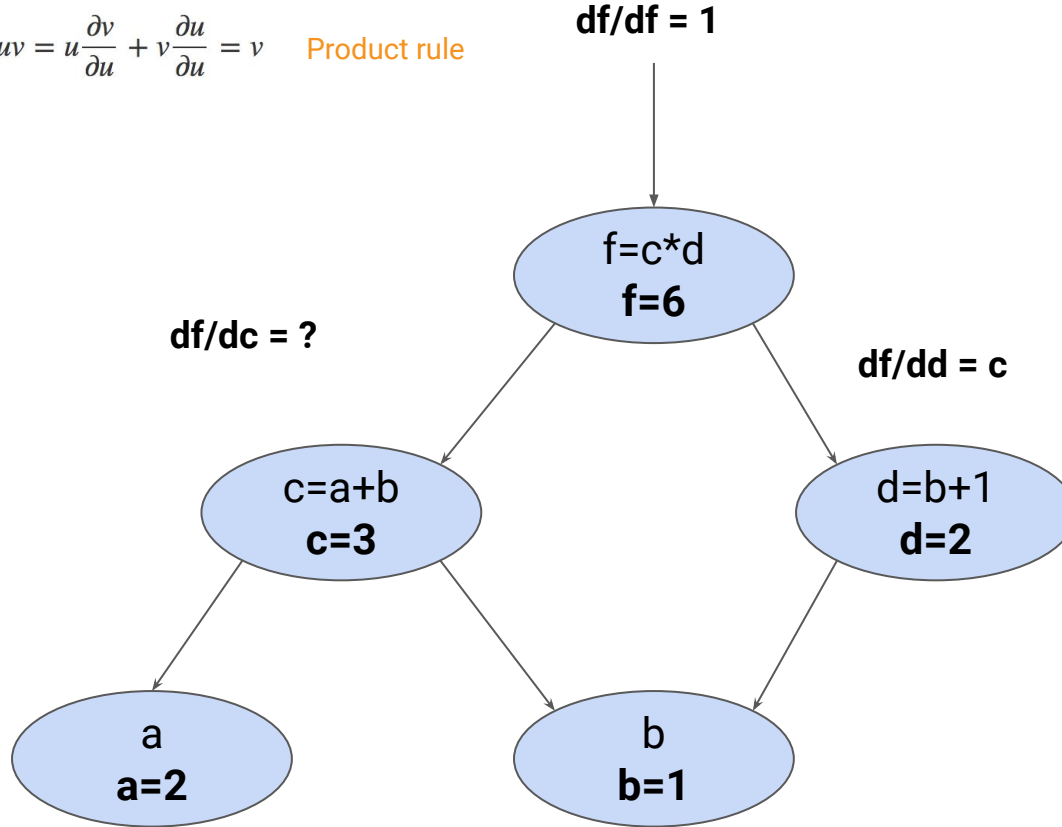 uv = u ∂v/∂u + v ∂u/∂u = v Product rule
df/df = 1
f=c*d
f=6
df/dc = ?
df/dd = c
c=a+b
c=3
d=b+1
d=2
a
a=2
b
b=1